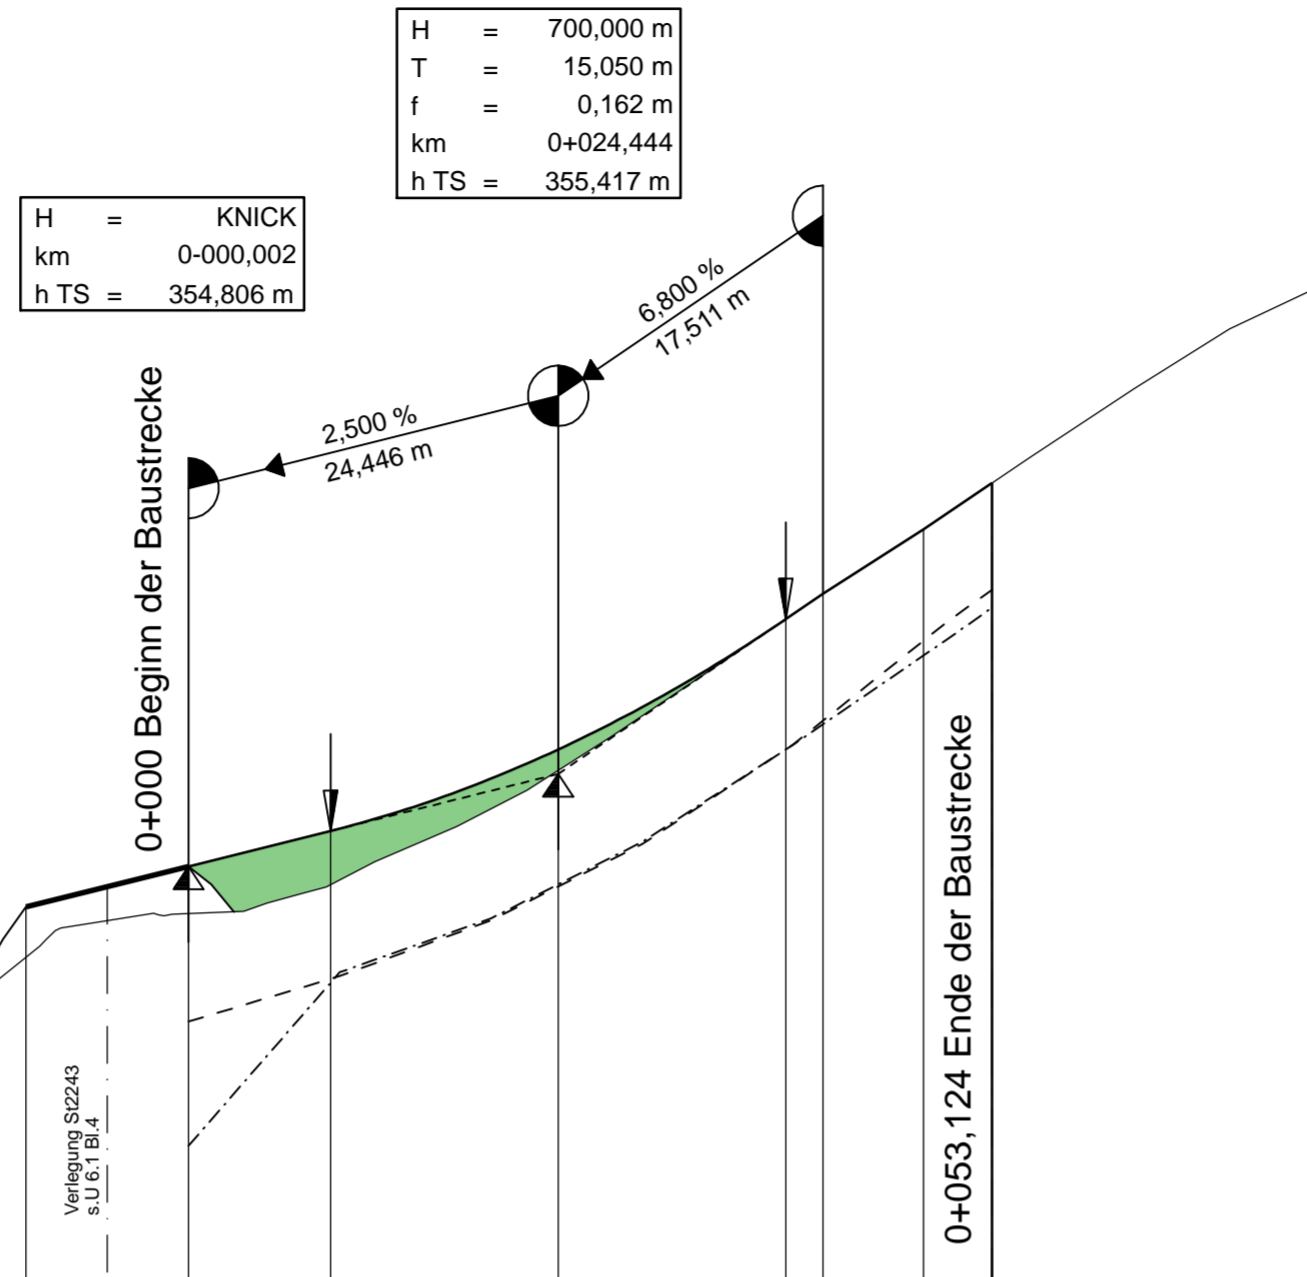 H = 700,000 m
T = 15,050 m
f = 0,162 m
km 0+024,444
h TS = 355,417 m
H = KNICK
km 0-000,002
h TS = 354,806 m
6,800 %
17,511 m
2,500 %
24,446 m
0+000 Beginn der Baustrecke
0+053,124 Ende der Baustrecke
Verlegung St2243
s.U 6.1 Bl.4